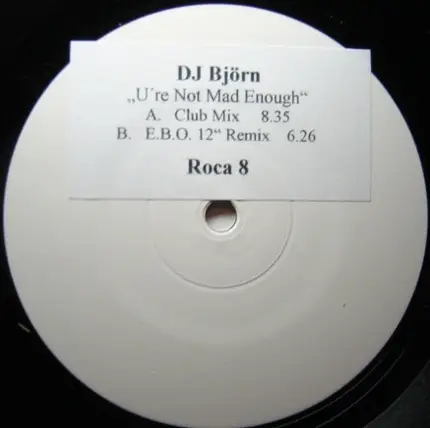 DJ Björn
„U´re Not Mad Enough“
A. Club Mix 8.35
B. E.B.O. 12“ Remix 6.26
Roca 8